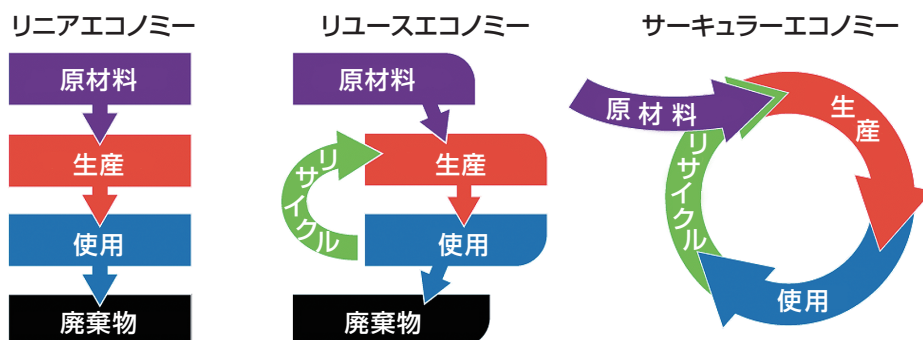 リニアエコノミー
原材料
生産
使用
廃棄物
リユースエコノミー
原材料
生産
リサイクル
使用
廃棄物
サーキュラーエコノミー
原材料
生産
リサイクル
使用